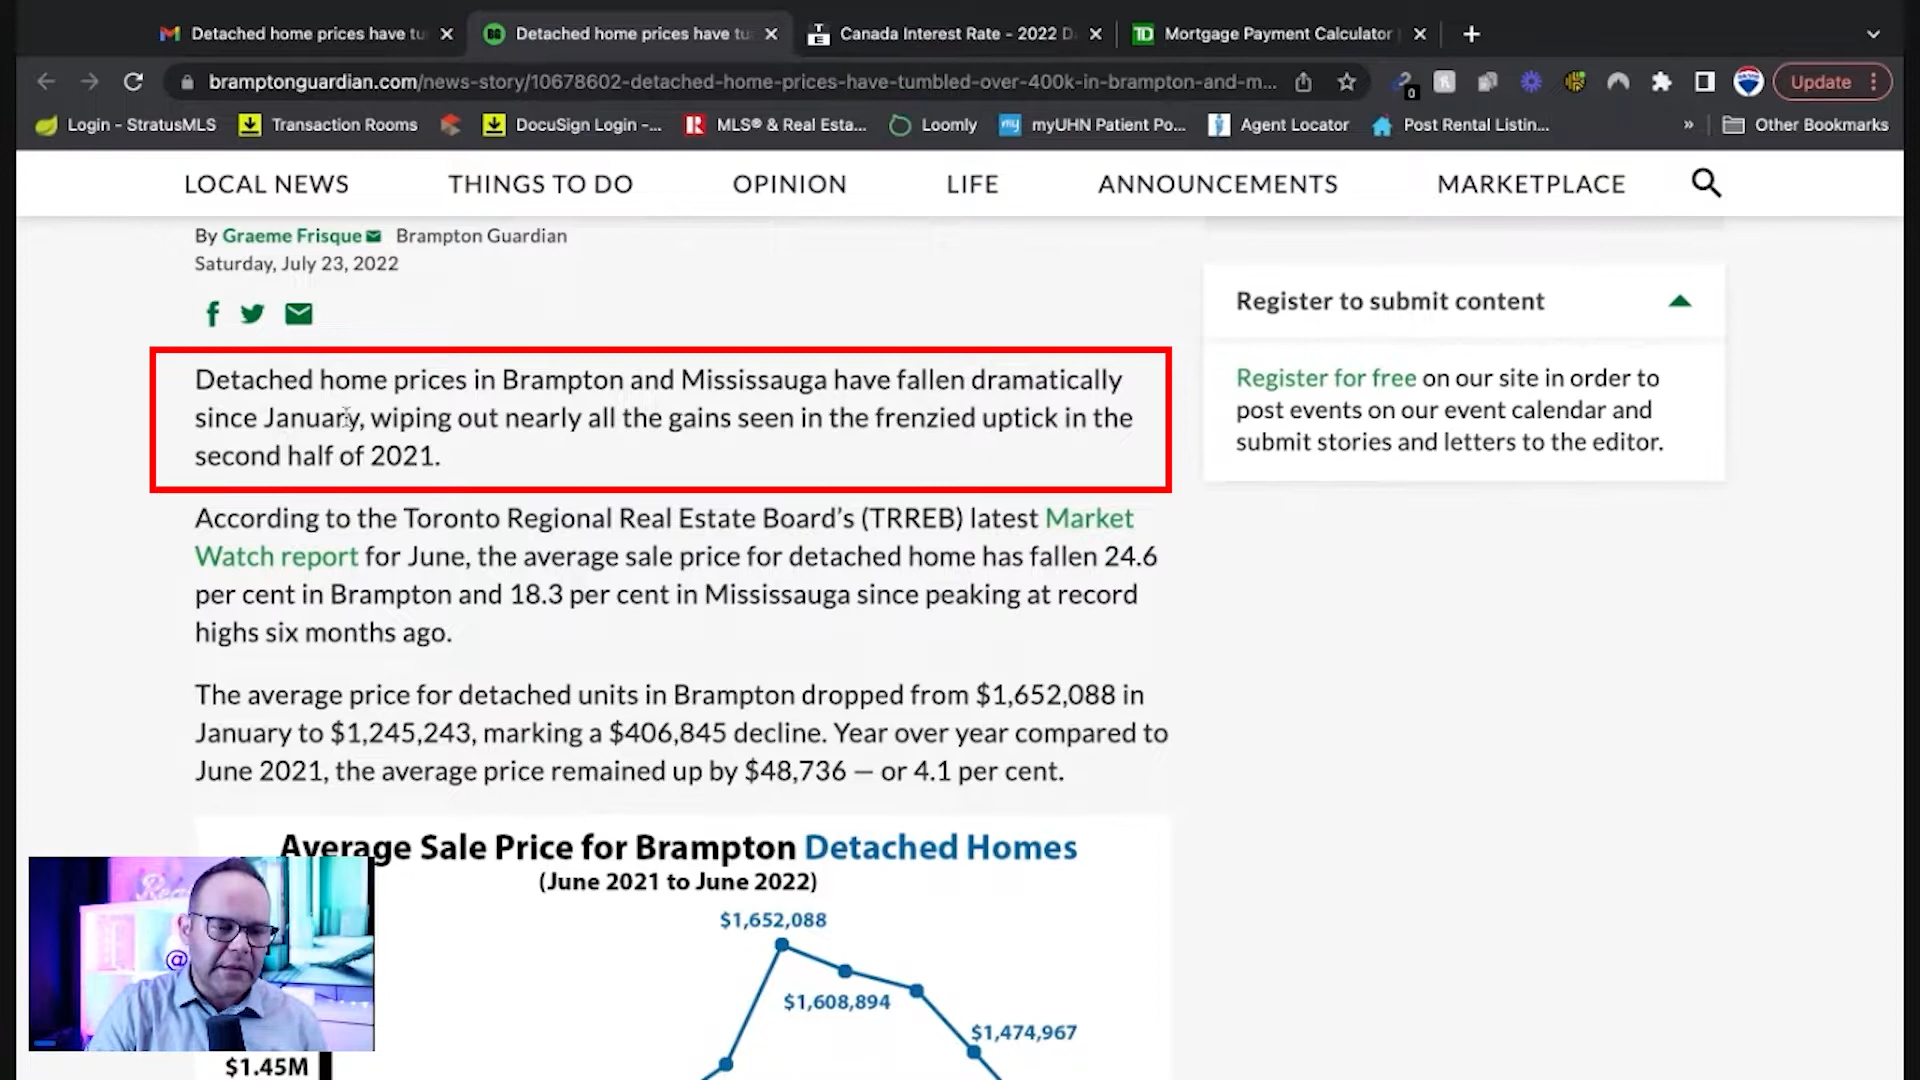 Detached home prices have tu
Detached home prices have tu
Canada Interest Rate - 2022 D
Mortgage Payment Calculator
bramptonguardian.com/news-story/10678602-detached-home-prices-have-tumbled-over-400k-in-brampton-and-m...
0
Update
Login - StratusMLS
Transaction Rooms
DocuSign Login -...
MLS® & Real Esta...
Loomly
myUHN Patient Po...
Agent Locator
Post Rental Listin...
»
Other Bookmarks
LOCAL NEWS
THINGS TO DO
OPINION
LIFE
ANNOUNCEMENTS
MARKETPLACE
By Graeme Frisque Brampton Guardian
Saturday, July 23, 2022
Detached home prices in Brampton and Mississauga have fallen dramatically
since January, wiping out nearly all the gains seen in the frenzied uptick in the
second half of 2021.
According to the Toronto Regional Real Estate Board's (TRREB) latest Market
Watch report for June, the average sale price for detached home has fallen 24.6
per cent in Brampton and 18.3 per cent in Mississauga since peaking at record
highs six months ago.
The average price for detached units in Brampton dropped from $1,652,088 in
January to $1,245,243, marking a $406,845 decline. Year over year compared to
June 2021, the average price remained up by $48,736 — or 4.1 per cent.
Register to submit content
Register for free on our site in order to
post events on our event calendar and
submit stories and letters to the editor.
Average Sale Price for Brampton Detached Homes
(June 2021 to June 2022)
$1,652,088
$1,608,894
$1,474,967
$1.45M
@